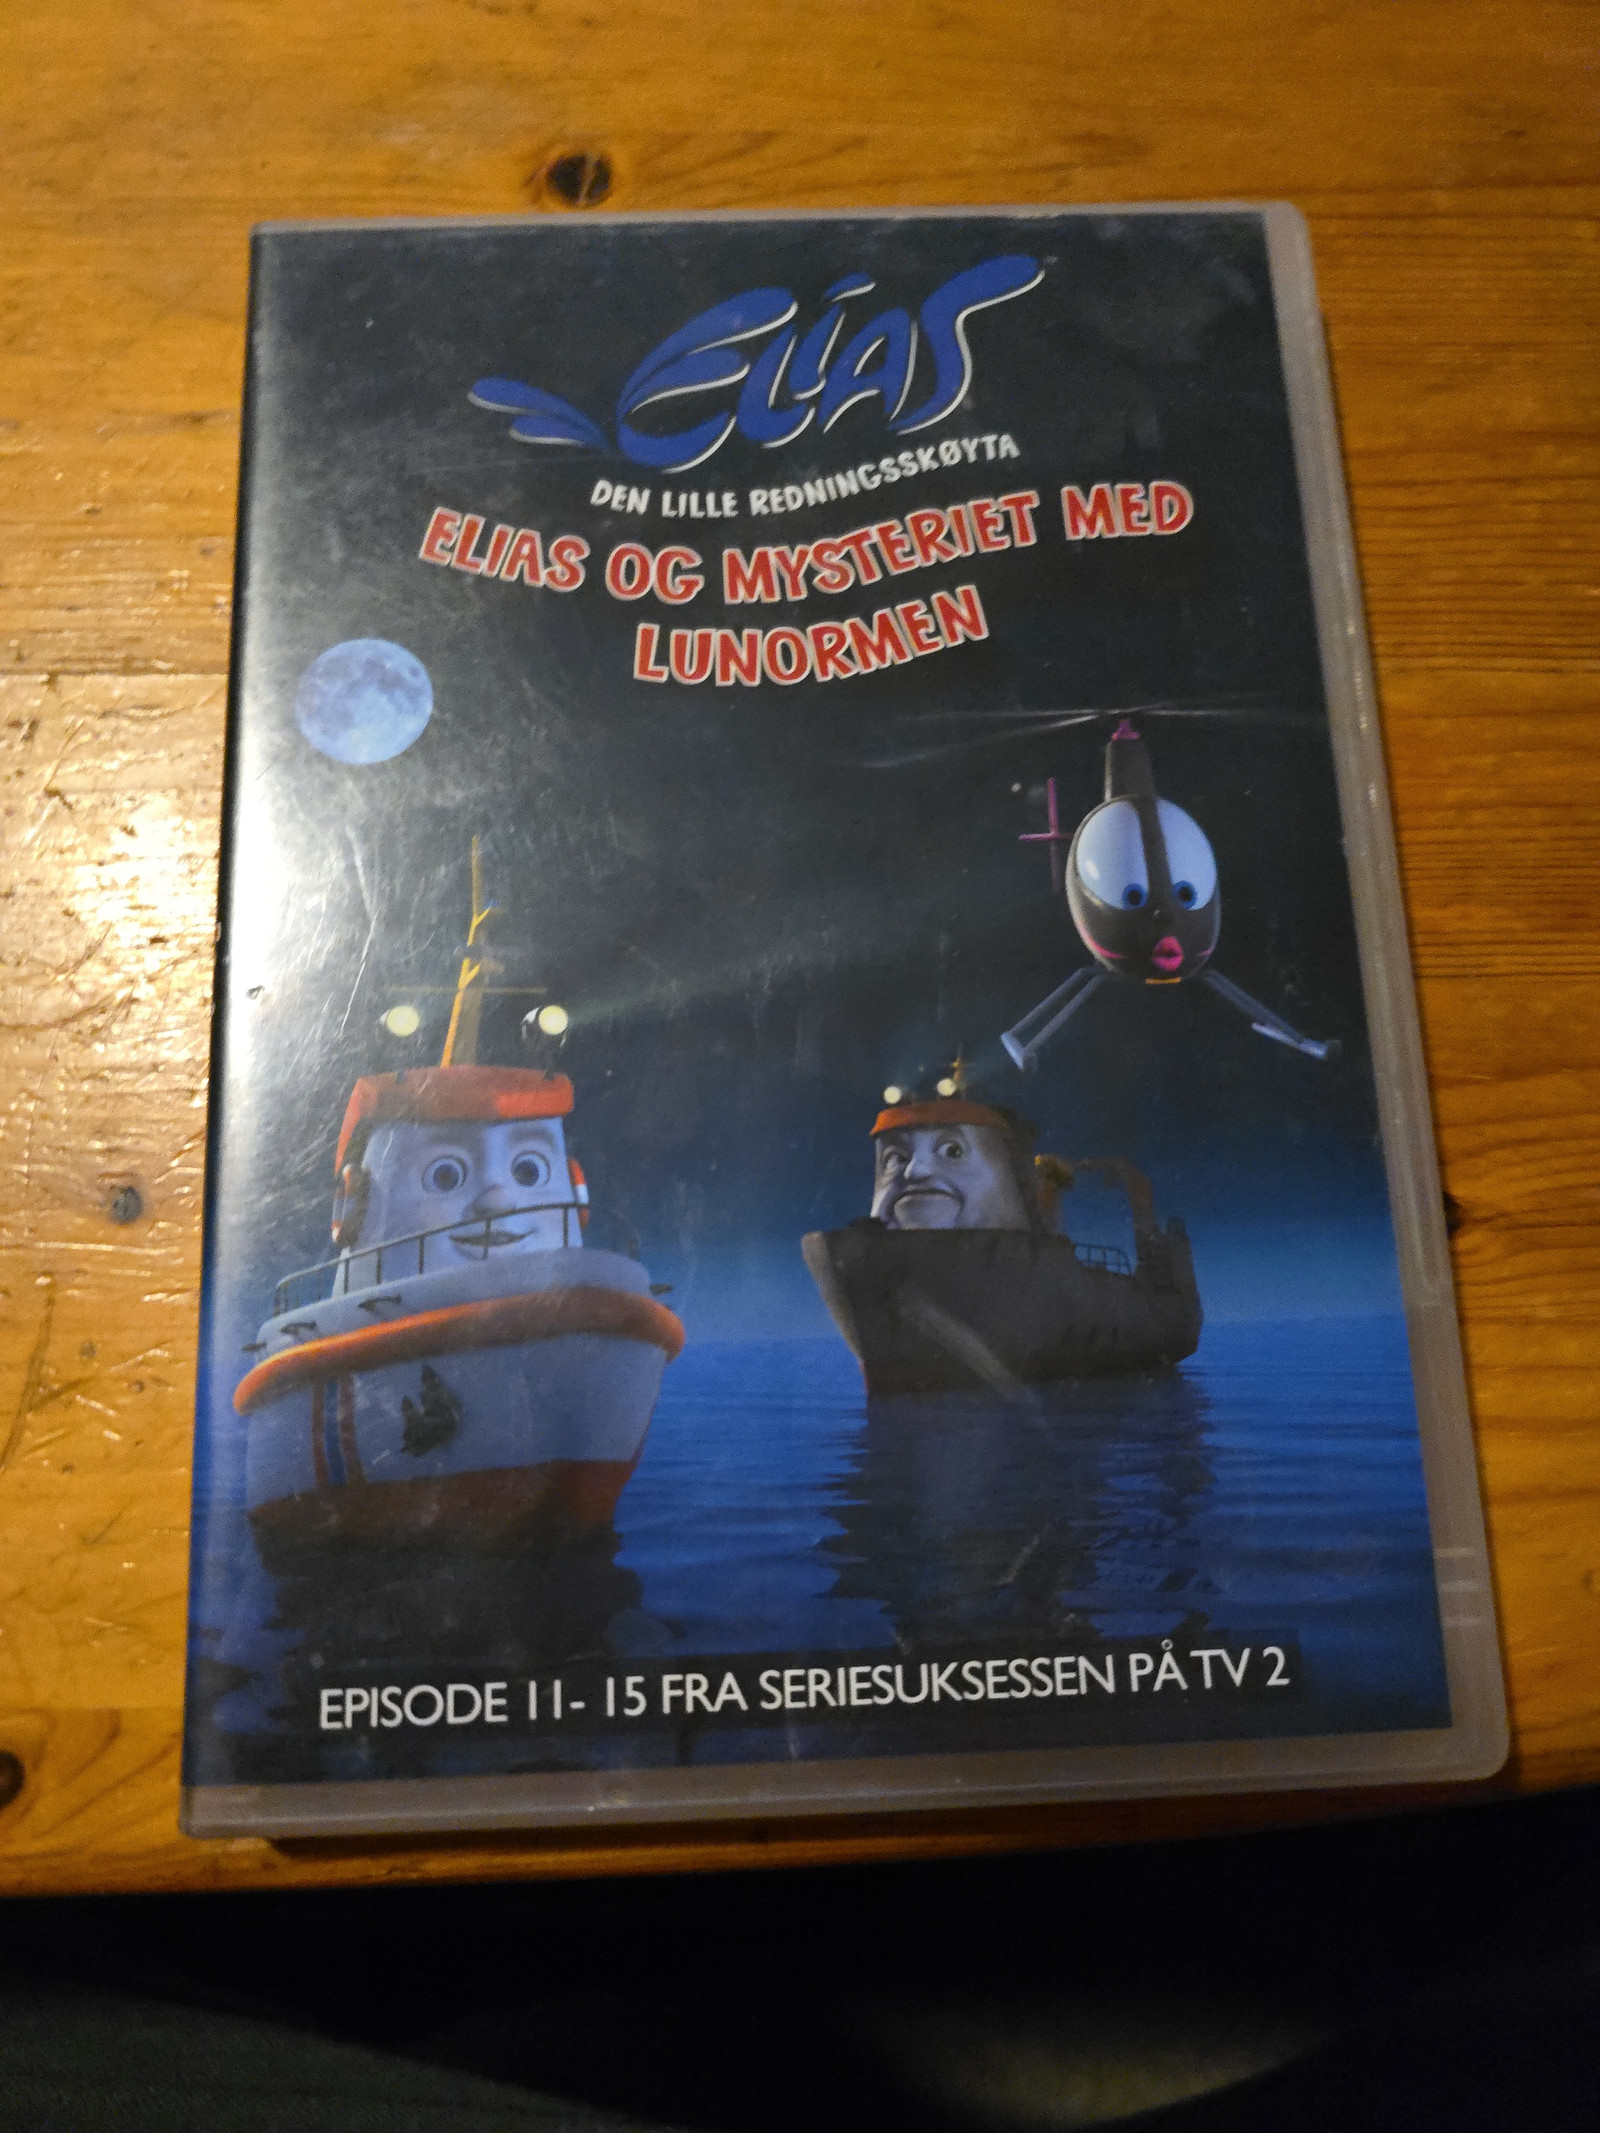 ELIAS
DEN LILLE REDNINGSSKØYTA
ELIAS OG MYSTERIET MED
LUNORMEN
EPISODE 11- 15 FRA SERIESUKSESSEN PÅ TV 2